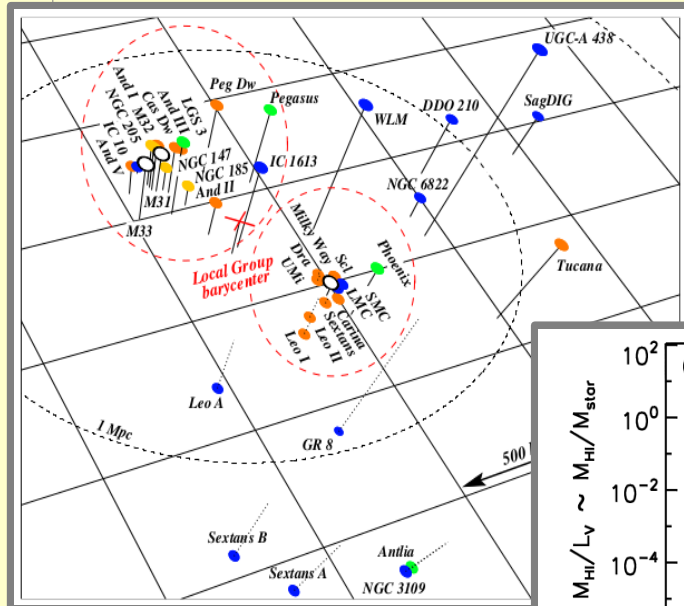 UGC-A 438
And I
M32
And III
Cas Dw
LGS 3
NGC 205
IC 10
And V
Peg Dw
Pegasus
WLM
DDO 210
SagDIG
NGC 147
IC 1613
NGC 185
And II
M31
M33
NGC 6822
Local Group
barycenter
Milky Way
Scl
Phoenix
Dra
UMi
SMC
LMC
Carina
Sextans
Leo II
Leo I
Tucana
Leo A
1 Mpc
GR 8
500
Sextans B
Sextans A
Antlia
NGC 3109
10²
10⁰
10⁻²
10⁻⁴
M_HI/L_V ~ M_HI/M_star